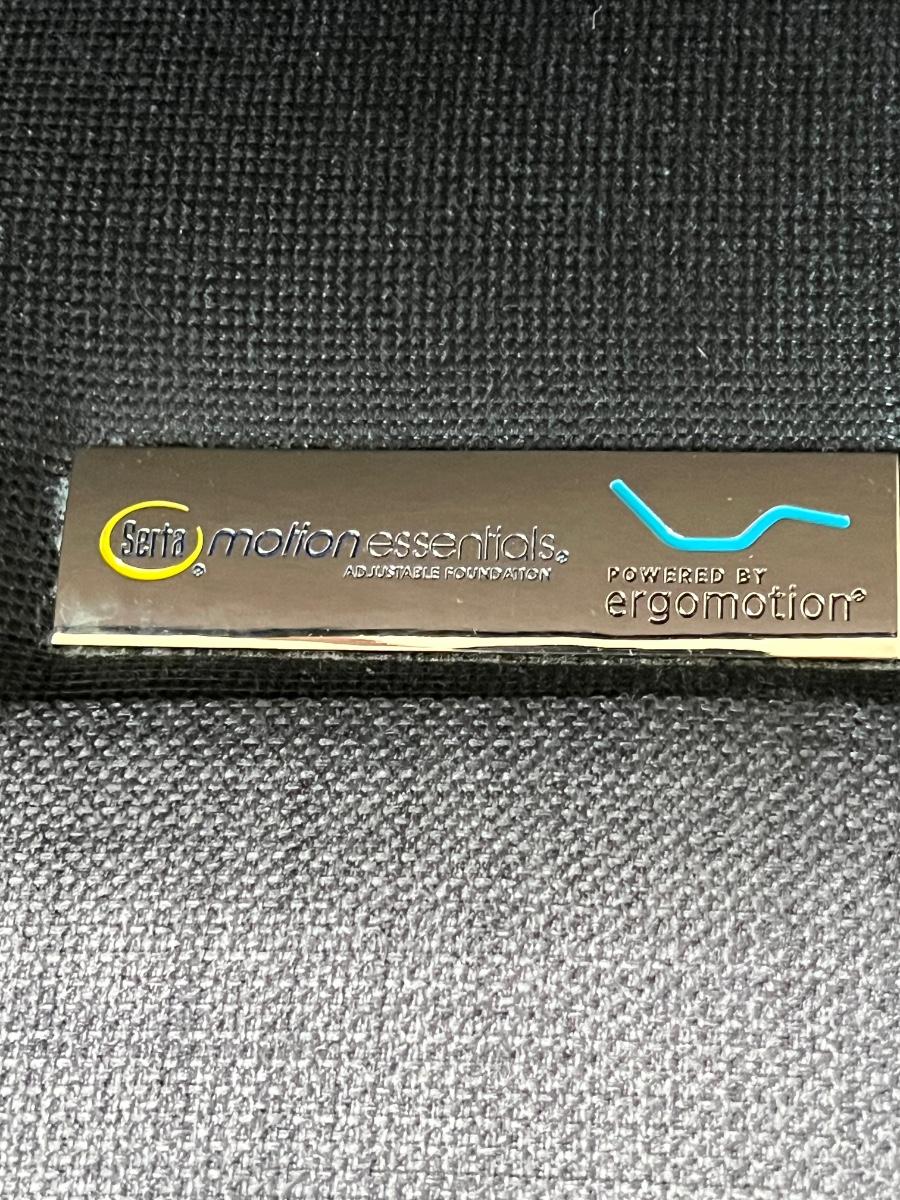 Serta® motion essentials®
ADJUSTABLE FOUNDATION
POWERED BY
ergomotion®